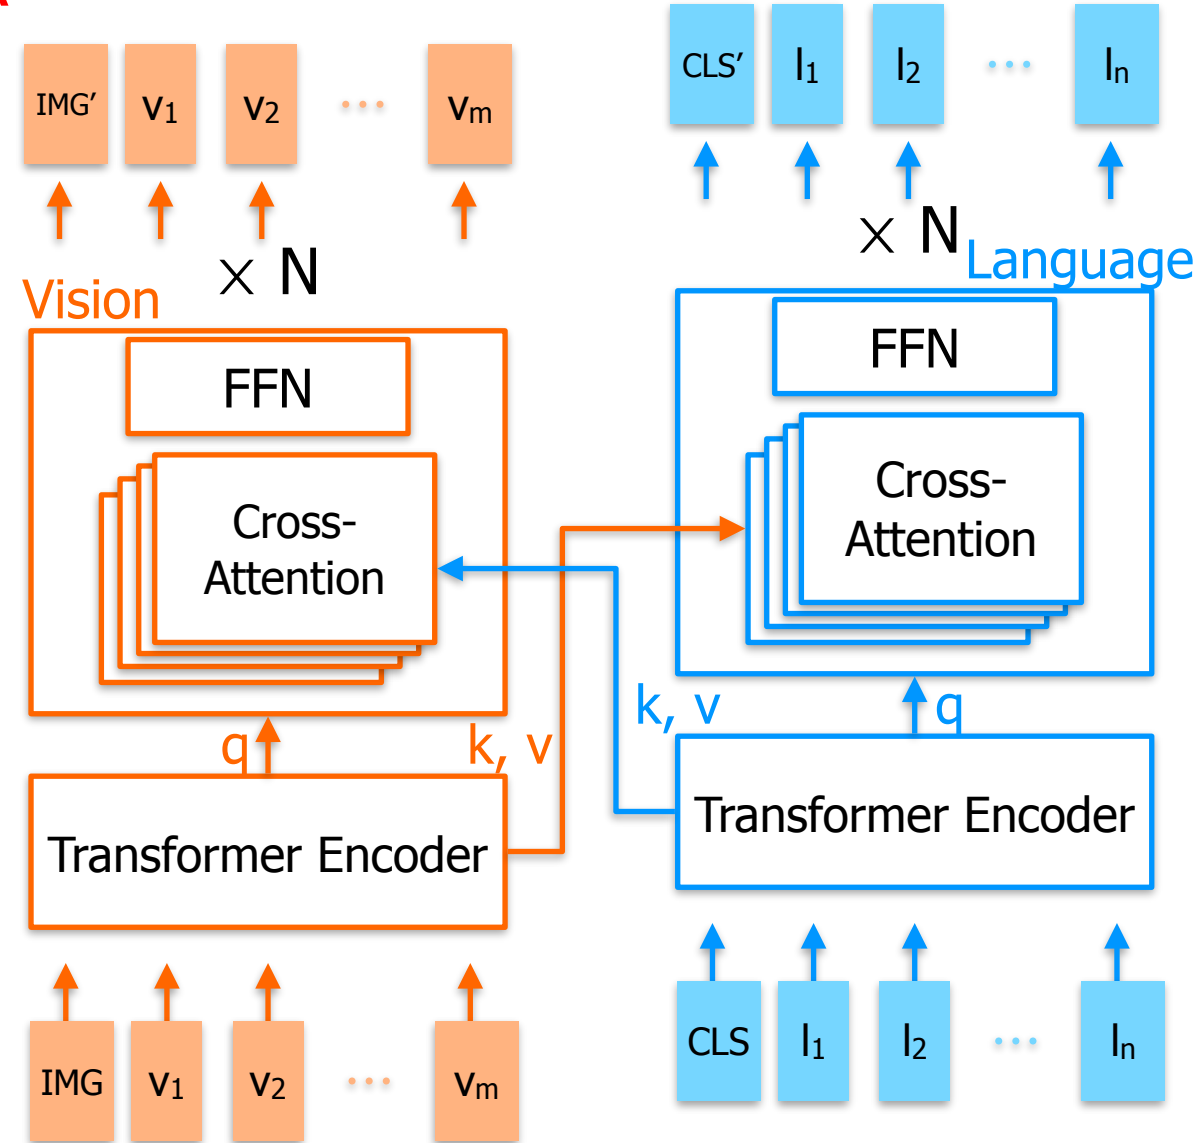 IMG′ v₁ v₂ ··· vₘ
CLS′ l₁ l₂ ··· lₙ
× N
Vision
× N
Language
FFN
Cross-
Attention
FFN
Cross-
Attention
q
k, v
k, v
q
Transformer Encoder
Transformer Encoder
IMG v₁ v₂ ··· vₘ
CLS l₁ l₂ ··· lₙ